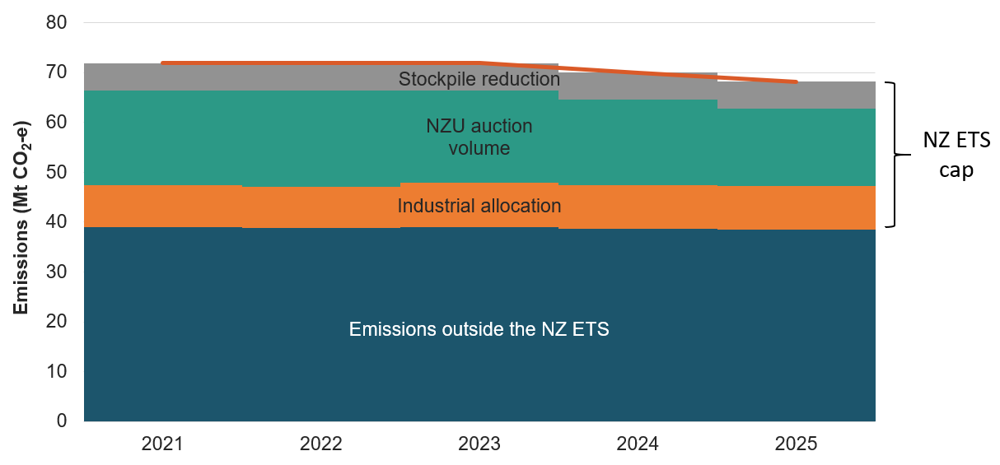 80
70
60
50
40
30
20
10
0
Emissions (Mt CO₂-e)
Stockpile reduction
NZU auction
volume
Industrial allocation
Emissions outside the NZ ETS
NZ ETS
cap
2021 2022 2023 2024 2025